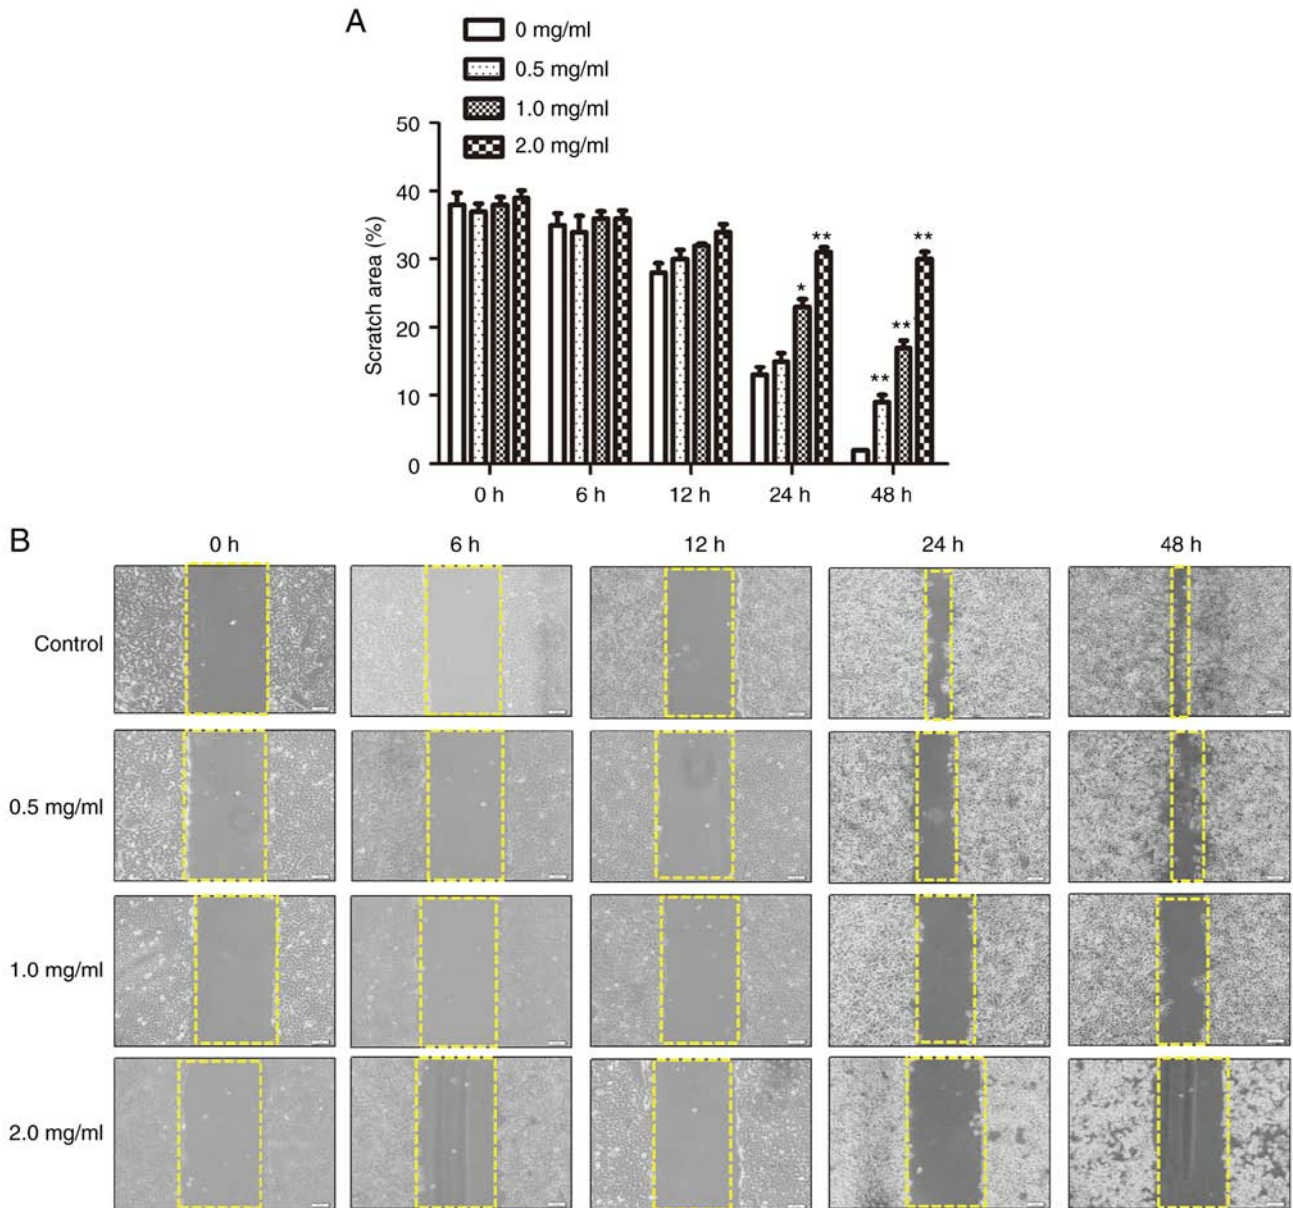 A
0 mg/ml
0.5 mg/ml
1.0 mg/ml
2.0 mg/ml
Scratch area (%)
50
40
30
20
10
0
** **
* **
**
0 h 6 h 12 h 24 h 48 h
B
0 h 6 h 12 h 24 h 48 h
Control
0.5 mg/ml
1.0 mg/ml
2.0 mg/ml